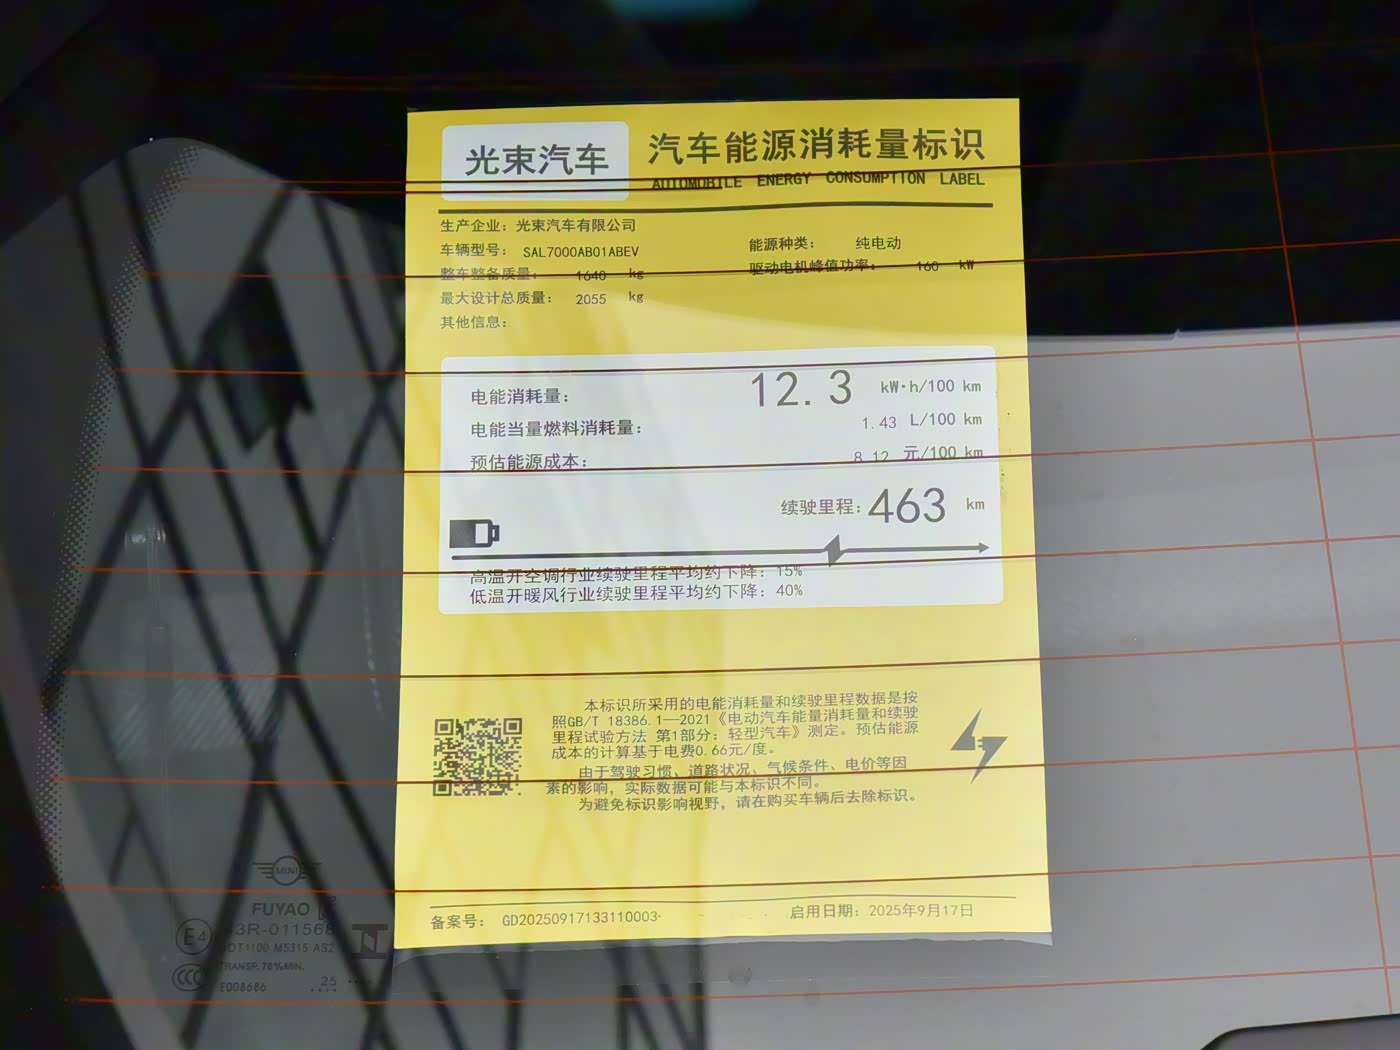 光束汽车
汽车能源消耗量标识
AUTOMOBILE ENERGY CONSUMPTION LABEL
生产企业：光束汽车有限公司
车辆型号： SAL7000AB01ABEV
能源种类： 纯电动
整车整备质量： 1640 kg
驱动电机峰值功率： 160 kW
最大设计总质量： 2055 kg
其他信息：
电能消耗量： 12.3 kW·h/100 km
电能当量燃料消耗量： 1.43 L/100 km
预估能源成本： 8.12 元/100 km
续驶里程：463 km
高温开空调行业续驶里程平均约下降：15%
低温开暖风行业续驶里程平均约下降：40%
本标识所采用的电能消耗量和续驶里程数据是按
照GB/T 18386.1—2021《电动汽车能量消耗量和续驶
里程试验方法 第1部分：轻型汽车》测定。预估能源
成本的计算基于电费0.66元/度。
由于驾驶习惯、道路状况、气候条件、电价等因
素的影响，实际数据可能与本标识不同。
为避免标识影响视野，请在购买车辆后去除标识。
备案号： GD20250917133110003-
启用日期：2025年9月17日
MINI
FUYAO
E4
43R-011568
DOT1100 M5315 AS2
TRANSP. 70%MIN.
CCC
E008686
25